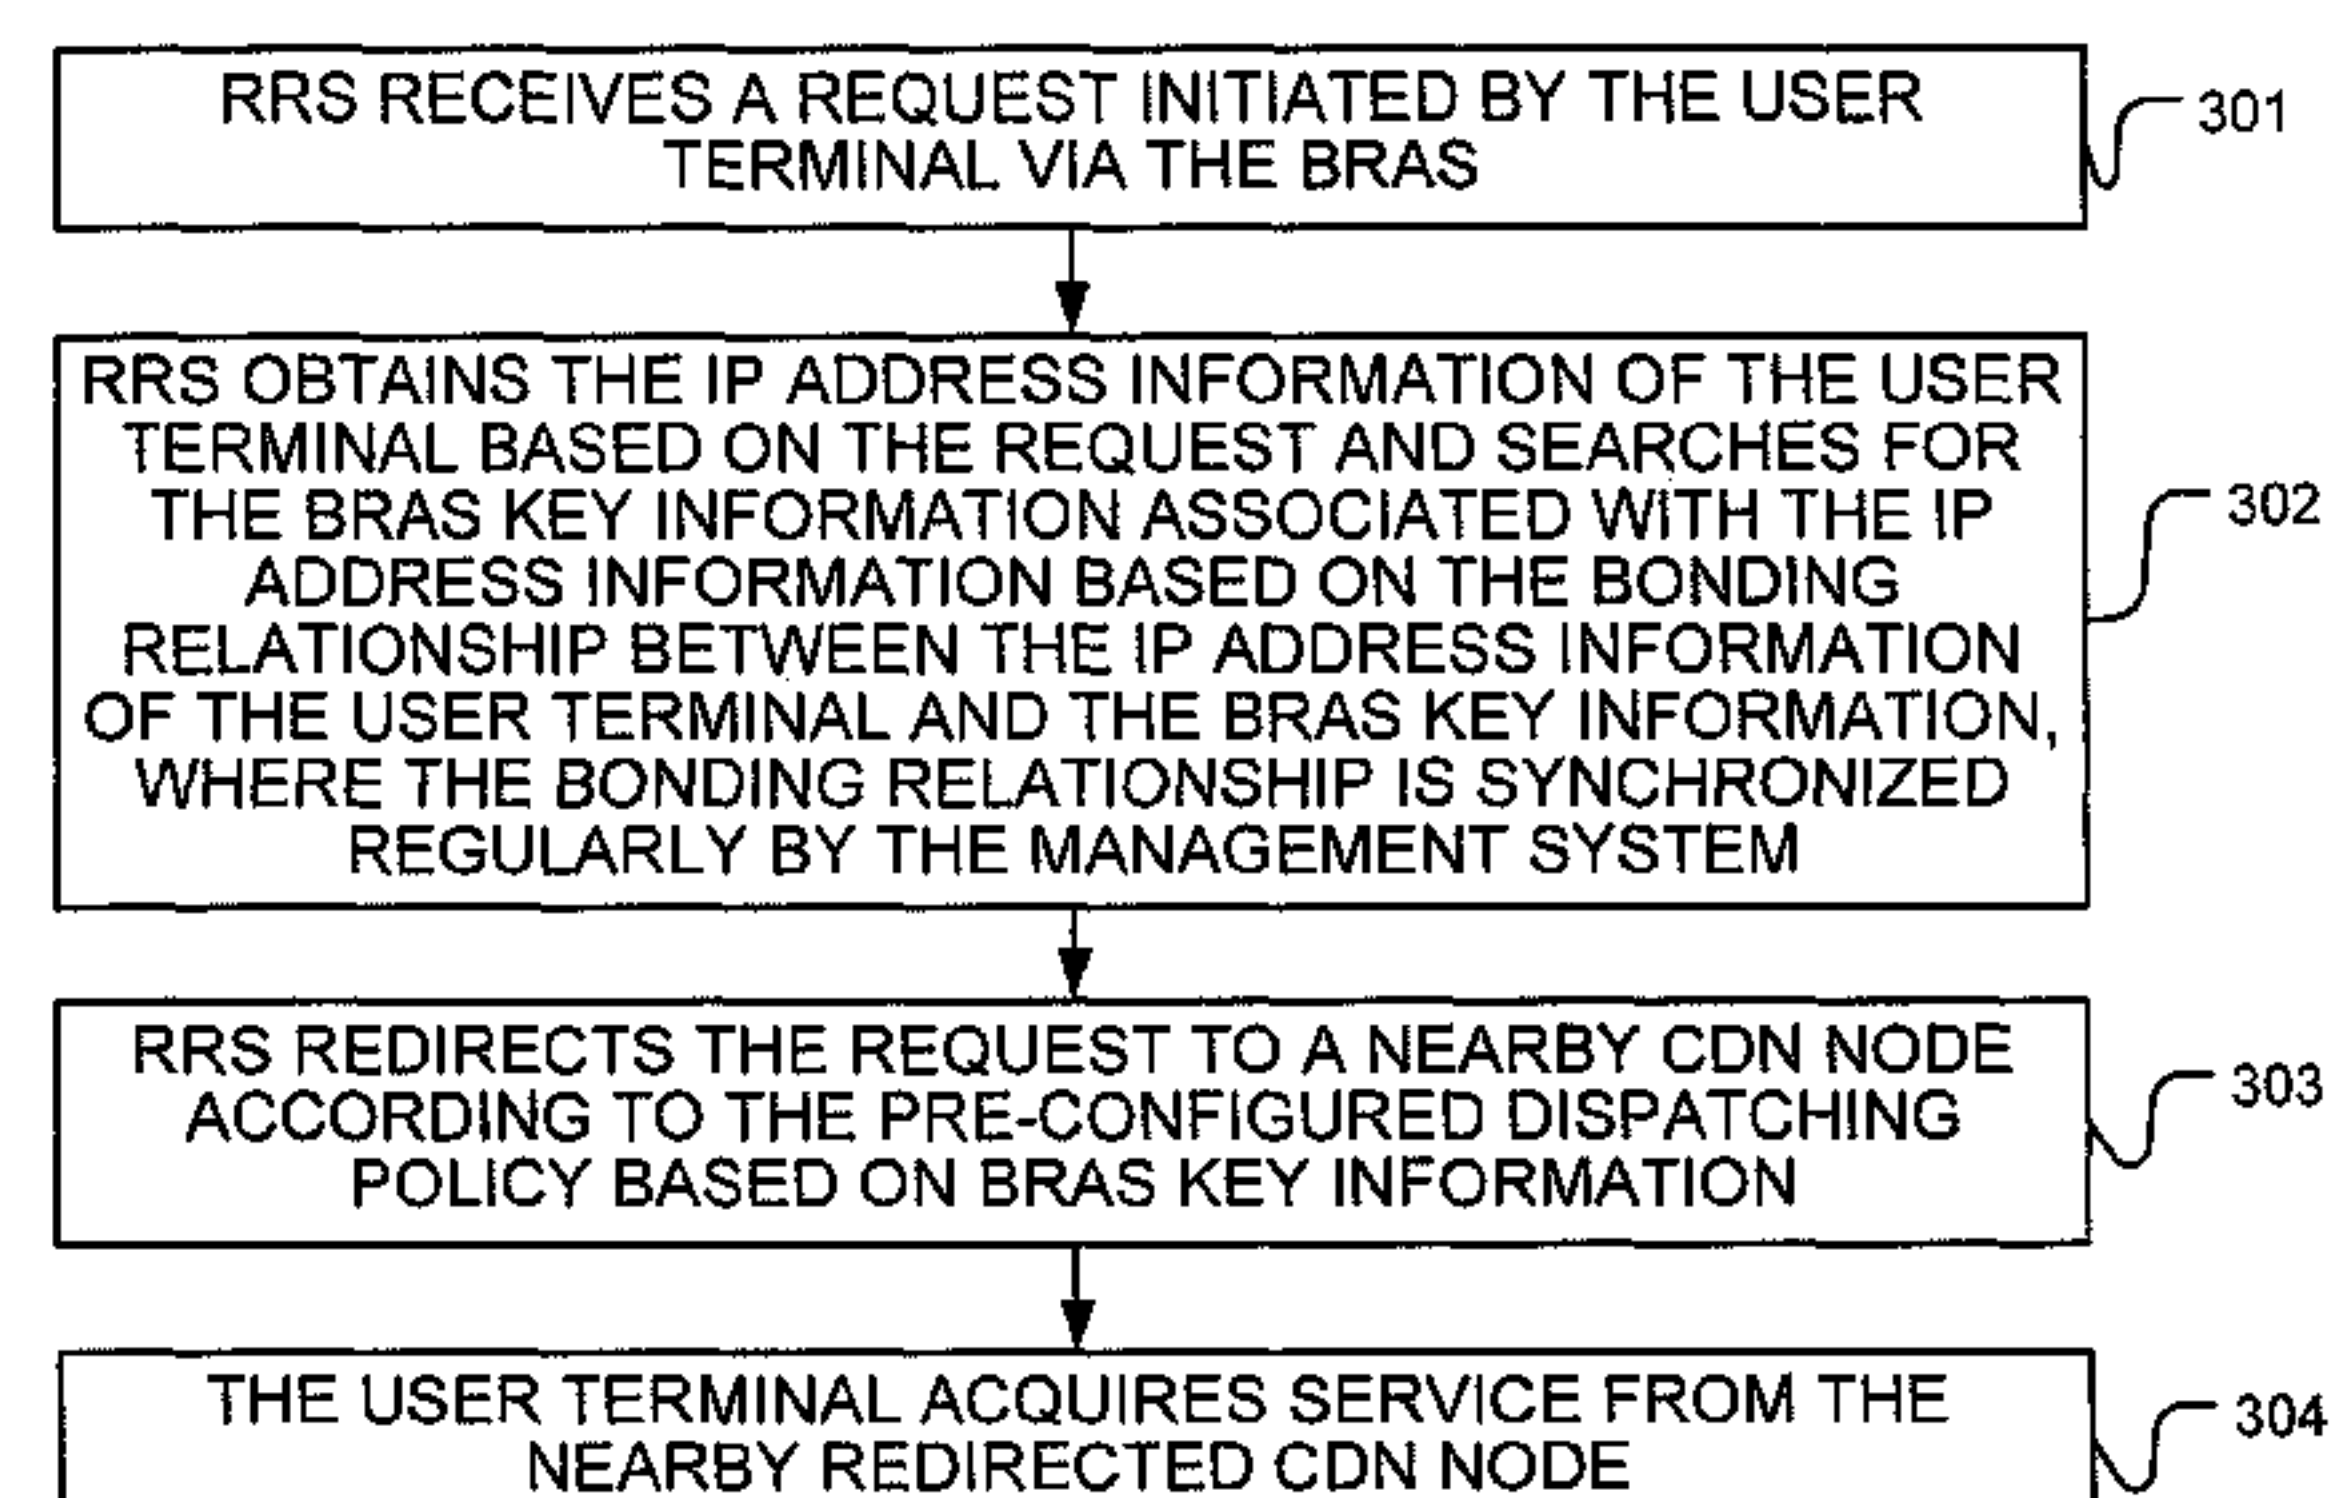 RRS RECEIVES A REQUEST INITIATED BY THE USER
TERMINAL VIA THE BRAS
301
RRS OBTAINS THE IP ADDRESS INFORMATION OF THE USER
TERMINAL BASED ON THE REQUEST AND SEARCHES FOR
THE BRAS KEY INFORMATION ASSOCIATED WITH THE IP
ADDRESS INFORMATION BASED ON THE BONDING
RELATIONSHIP BETWEEN THE IP ADDRESS INFORMATION
OF THE USER TERMINAL AND THE BRAS KEY INFORMATION,
WHERE THE BONDING RELATIONSHIP IS SYNCHRONIZED
REGULARLY BY THE MANAGEMENT SYSTEM
302
RRS REDIRECTS THE REQUEST TO A NEARBY CDN NODE
ACCORDING TO THE PRE-CONFIGURED DISPATCHING
POLICY BASED ON BRAS KEY INFORMATION
303
THE USER TERMINAL ACQUIRES SERVICE FROM THE
NEARBY REDIRECTED CDN NODE
304